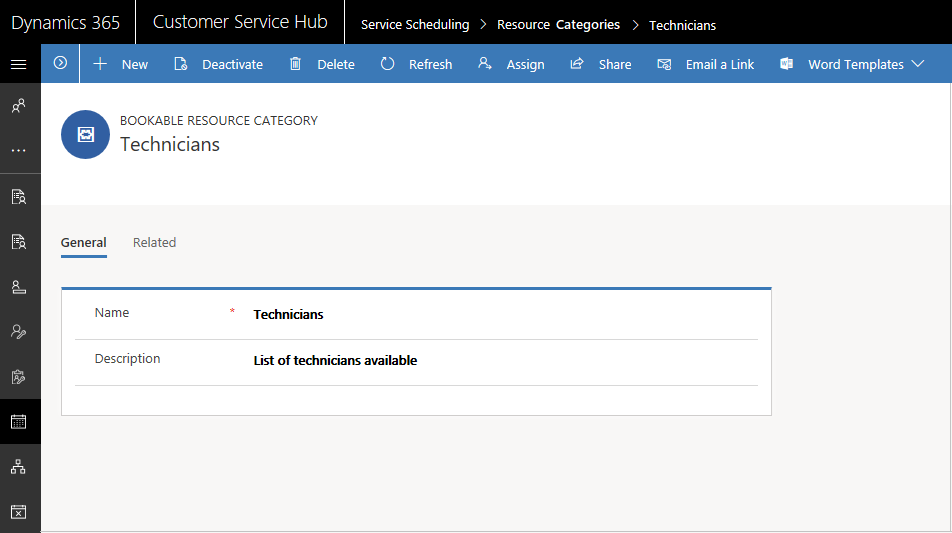 Dynamics 365 Customer Service Hub Service Scheduling > Resource Categories > Technicians
New Deactivate Delete Refresh Assign Share Email a Link Word Templates
BOOKABLE RESOURCE CATEGORY
Technicians
General Related
Name * Technicians
Description List of technicians available